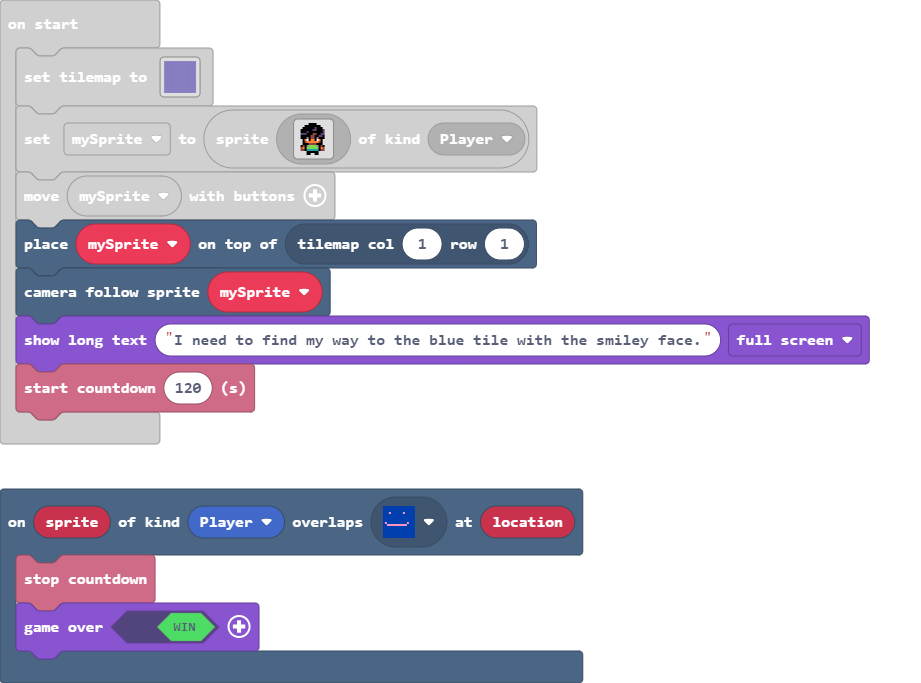 on start
set tilemap to
set mySprite to sprite of kind Player
move mySprite with buttons
place mySprite on top of tilemap col 1 row 1
camera follow sprite mySprite
show long text "I need to find my way to the blue tile with the smiley face." full screen
start countdown 120 (s)
on sprite of kind Player overlaps at location
stop countdown
game over WIN